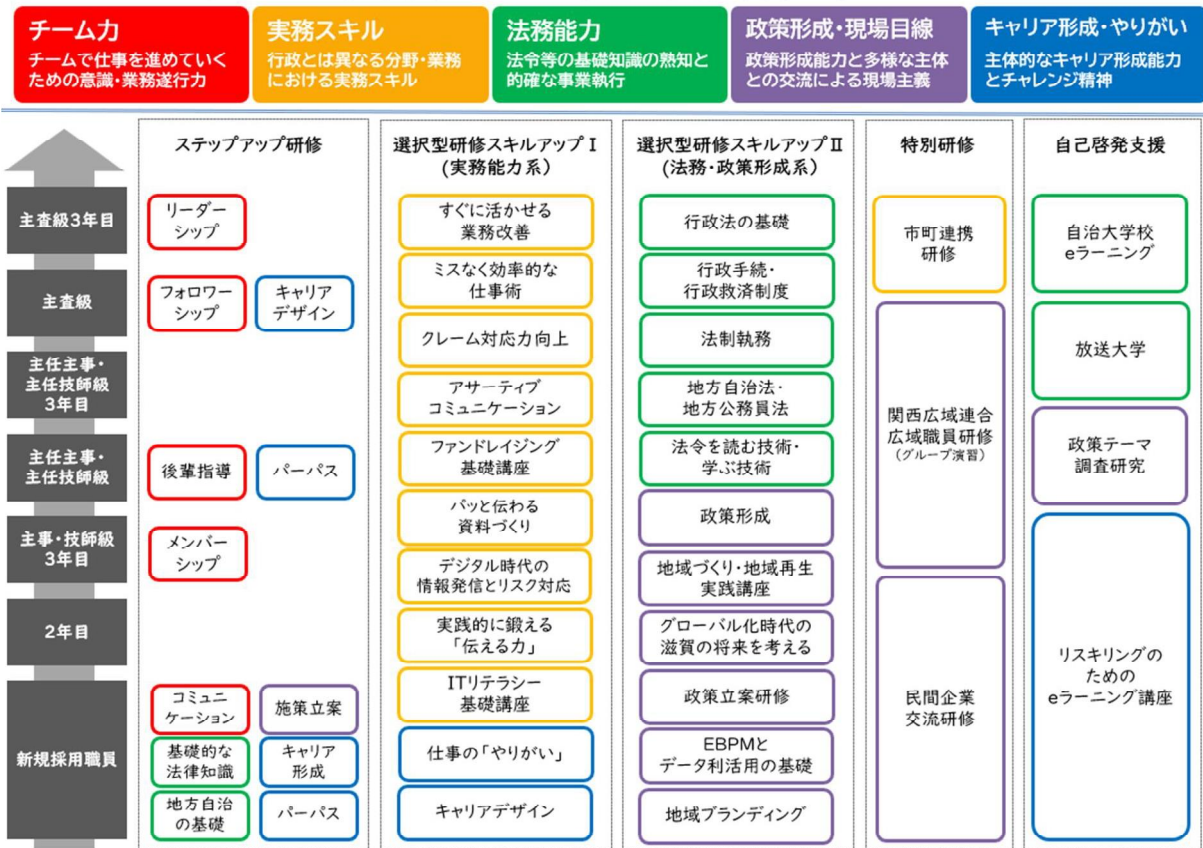 チーム力
チームで仕事を進めていく
ための意識・業務遂行力
実務スキル
行政とは異なる分野・業務
における実務スキル
法務能力
法令等の基礎知識の熟知と
的確な事業執行
政策形成・現場目線
政策形成能力と多様な主体
との交流による現場主義
キャリア形成・やりがい
主体的なキャリア形成能力
とチャレンジ精神
主査級3年目
主査級
主任主事・
主任技師級
3年目
主任主事・
主任技師級
主事・技師級
3年目
2年目
新規採用職員
ステップアップ研修
リーダー
シップ
フォロワー
シップ
キャリア
デザイン
後輩指導
パーパス
メンバー
シップ
コミュニ
ケーション
施策立案
基礎的な
法律知識
キャリア
形成
地方自治
の基礎
パーパス
選択型研修スキルアップⅠ
(実務能力系)
すぐに活かせる
業務改善
ミスなく効率的な
仕事術
クレーム対応力向上
アサーティブ
コミュニケーション
ファンドレイジング
基礎講座
パッと伝わる
資料づくり
デジタル時代の
情報発信とリスク対応
実践的に鍛える
「伝える力」
ITリテラシー
基礎講座
仕事の「やりがい」
キャリアデザイン
選択型研修スキルアップⅡ
(法務・政策形成系)
行政法の基礎
行政手続・
行政救済制度
法制執務
地方自治法・
地方公務員法
法令を読む技術・
学ぶ技術
政策形成
地域づくり・地域再生
実践講座
グローバル化時代の
滋賀の将来を考える
政策立案研修
EBPMと
データ利活用の基礎
地域ブランディング
特別研修
市町連携
研修
関西広域連合
広域職員研修
(グループ演習)
民間企業
交流研修
自己啓発支援
自治大学校
eラーニング
放送大学
政策テーマ
調査研究
リスキリングの
ための
eラーニング講座